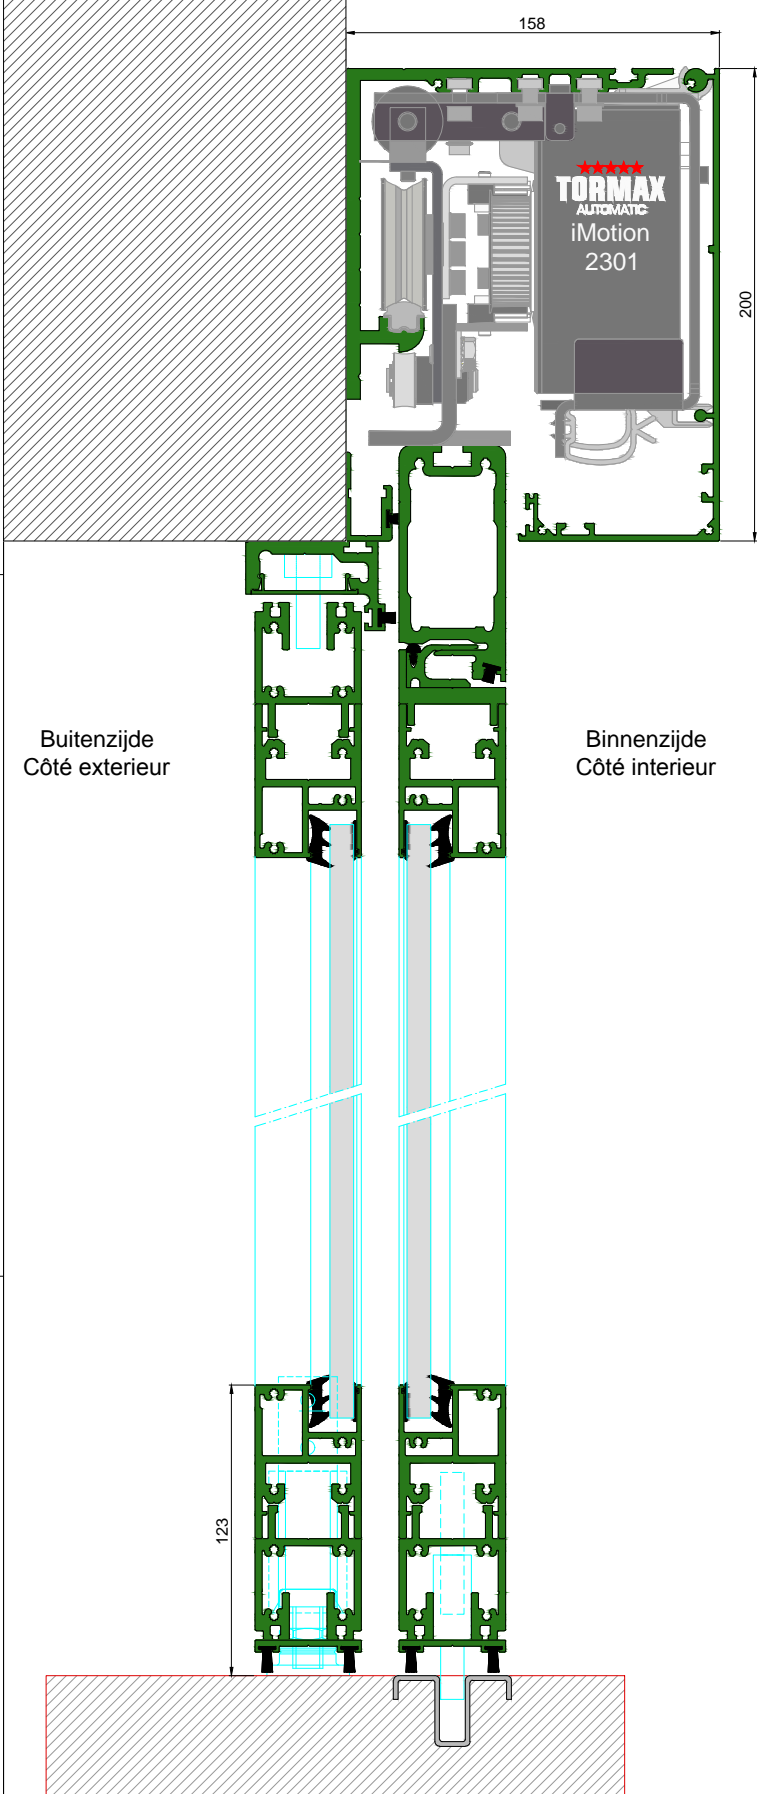 158
TORMAX
AUTOMATIC
iMotion
2301
200
Buitenzijde
Côté exterieur
Binnenzijde
Côté interieur
123